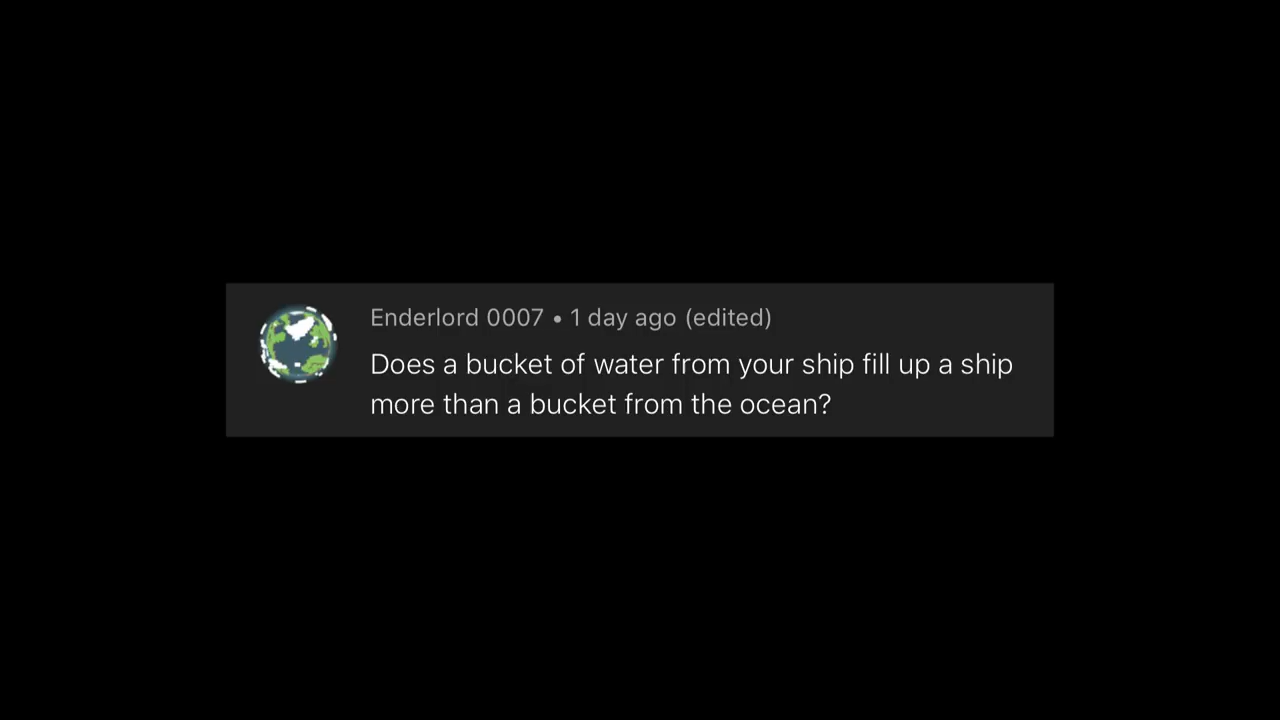 Enderlord 0007 • 1 day ago (edited)
Does a bucket of water from your ship fill up a ship
more than a bucket from the ocean?